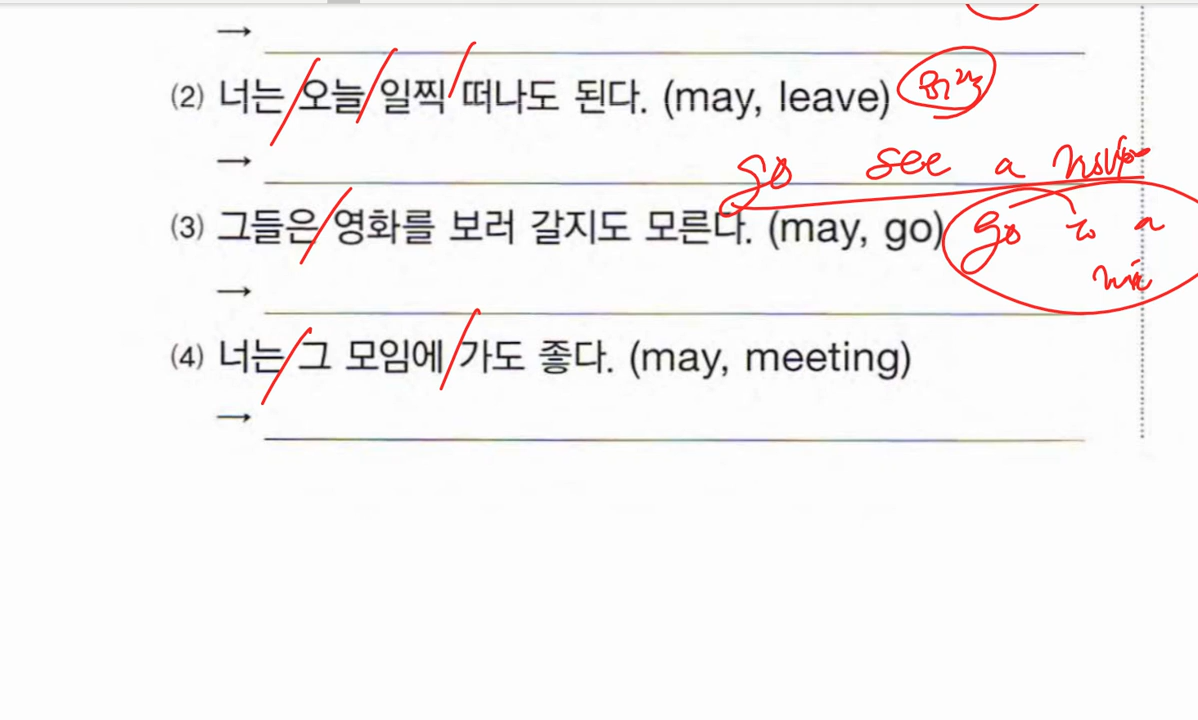 →
(2) 너는 오늘 일찍 떠나도 된다. (may, leave)
→
go see a
(3) 그들은 영화를 보러 갈지도 모른다. (may, go) go to a
→
(4) 너는 그 모임에 가도 좋다. (may, meeting)
→